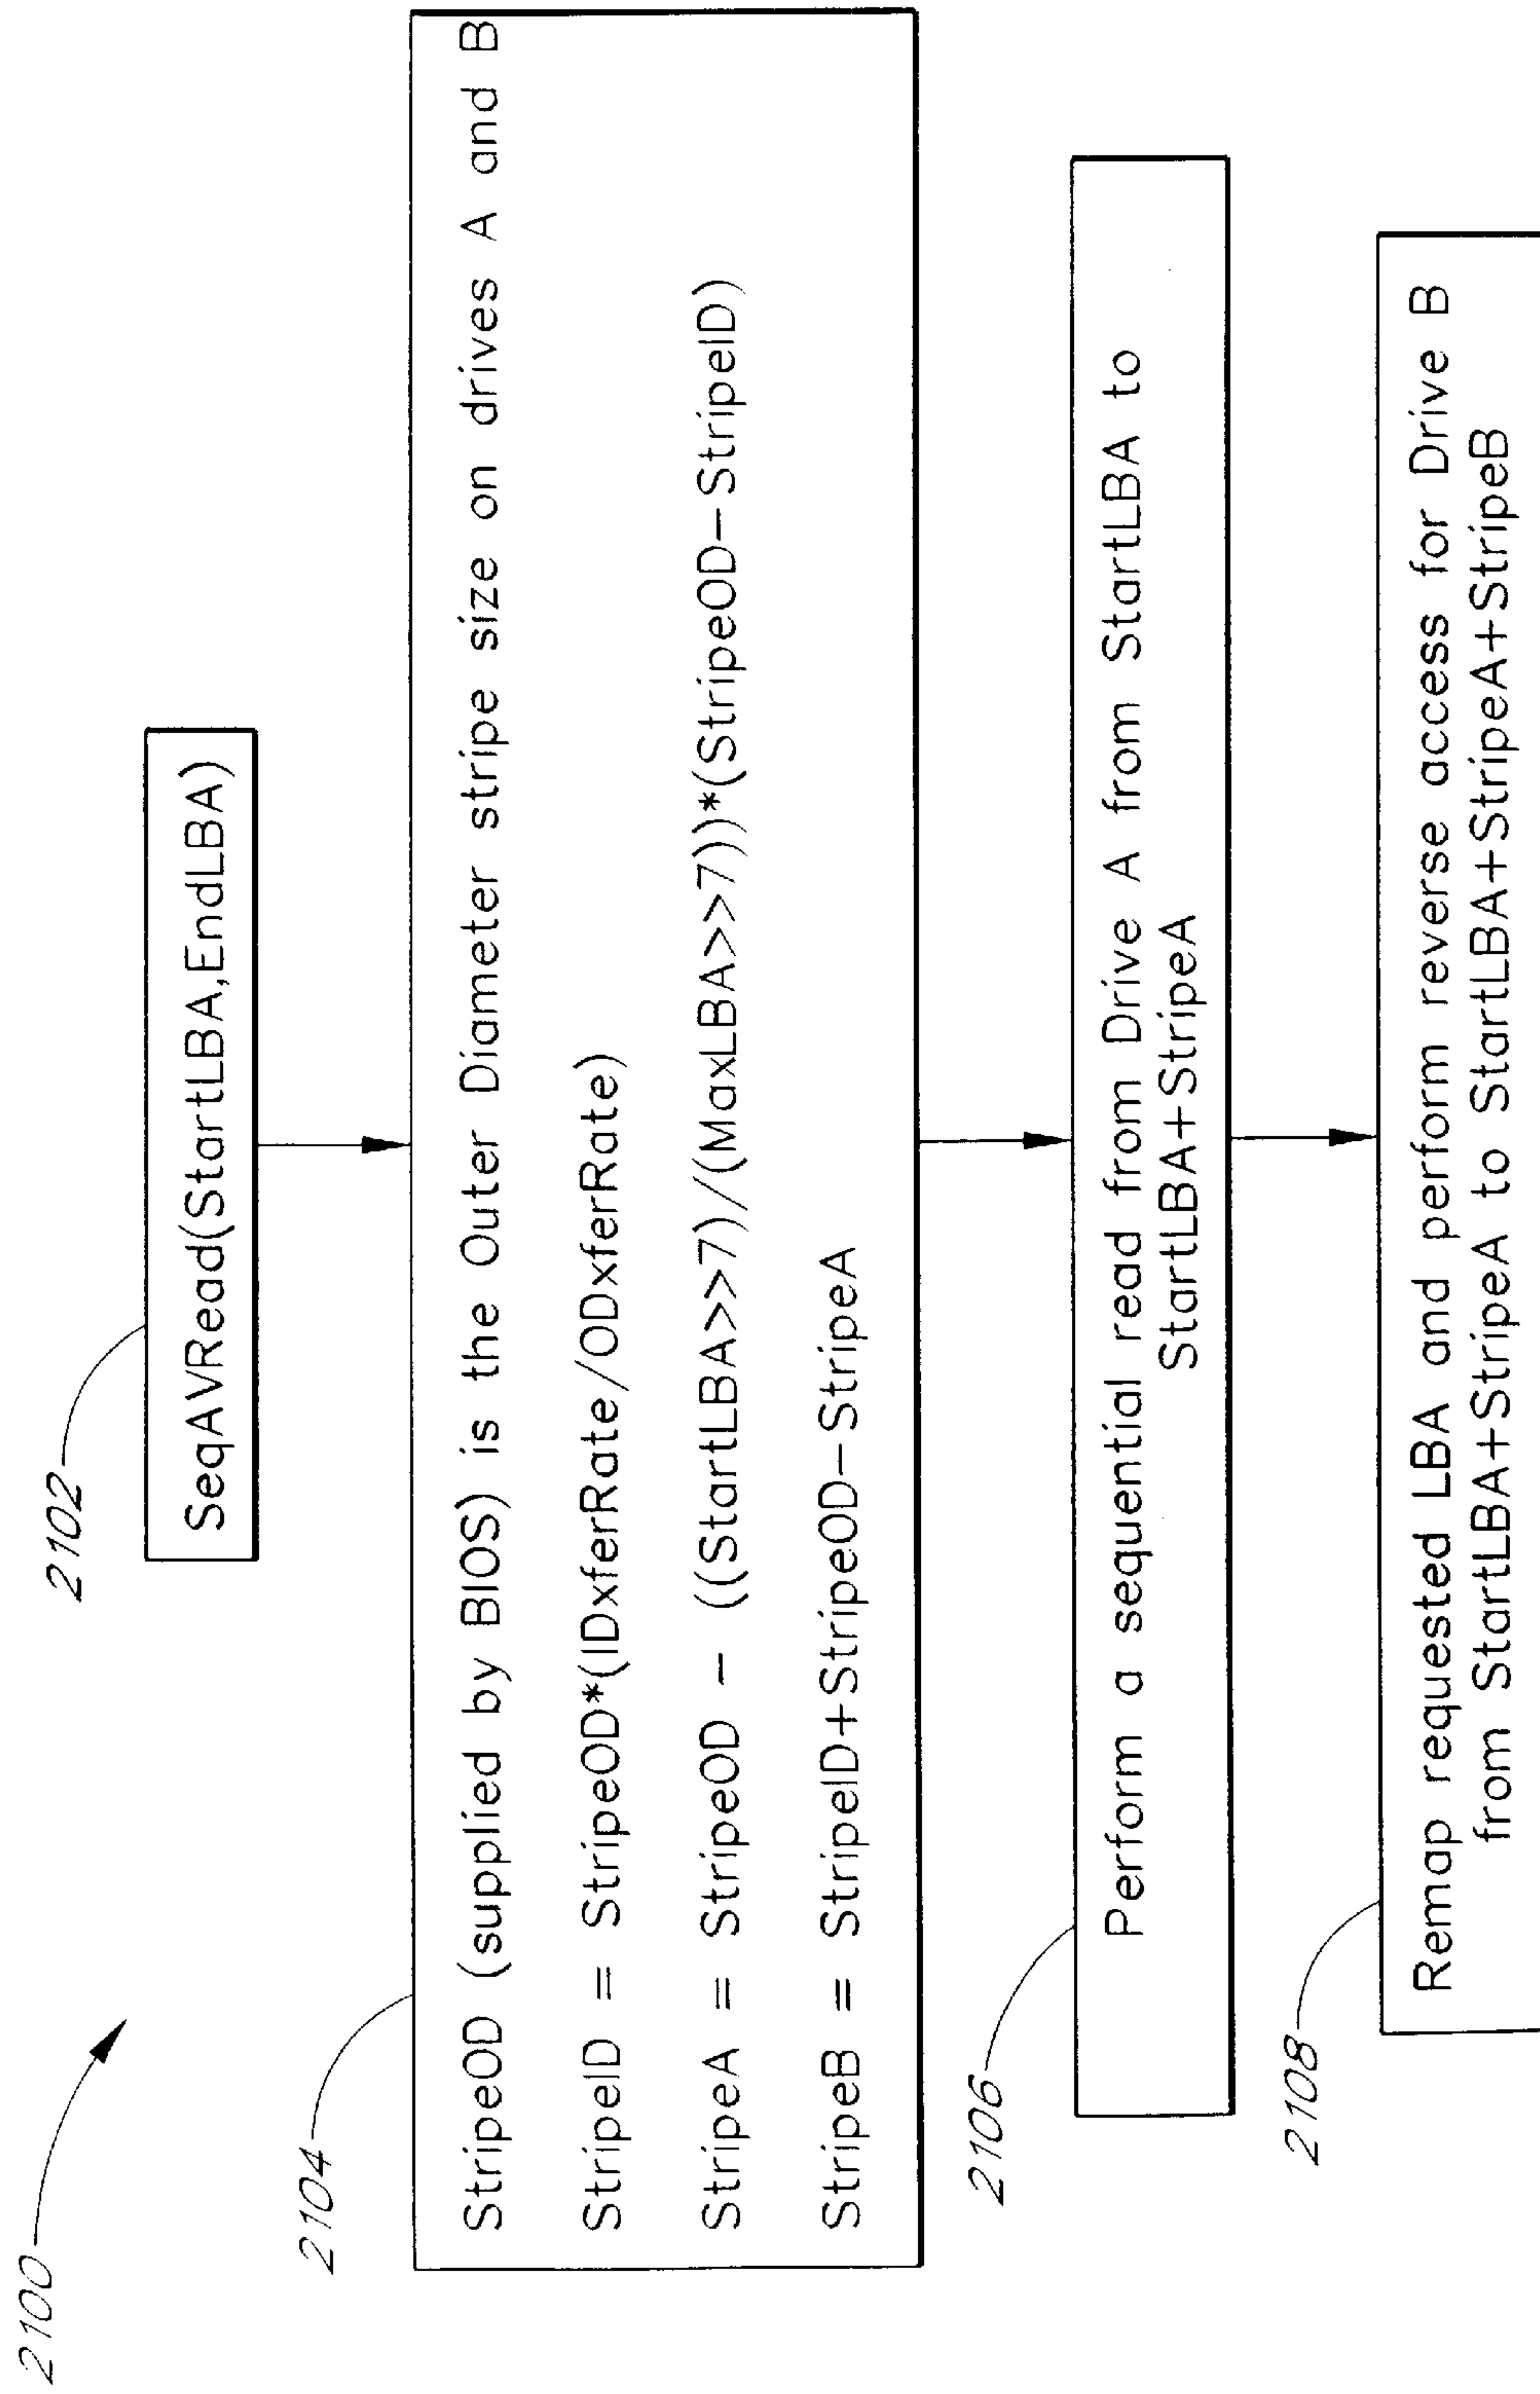 2100
2102
SeqAVRead(StartLBA,EndLBA)
2104
StripeOD (supplied by BIOS) is the Outer Diameter stripe size on drives A and B
StripeID = StripeOD*(IDxferRate/ODxferRate)
StripeA = StripeOD – ((StartLBA>>7)/(MaxLBA>>7))*(StripeOD–StripeID)
StripeB = StripeID+StripeOD–StripeA
2106
Perform a sequential read from Drive A from StartLBA to
StartLBA+StripeA
2108
Remap requested LBA and perform reverse access for Drive B
from StartLBA+StripeA to StartLBA+StripeA+StripeB